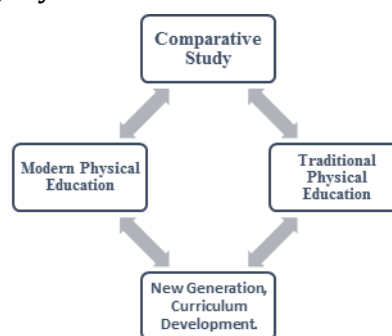 Comparative
Study
Modern Physical
Education
Traditional
Physical
Education
New Generation,
Curriculum
Development.